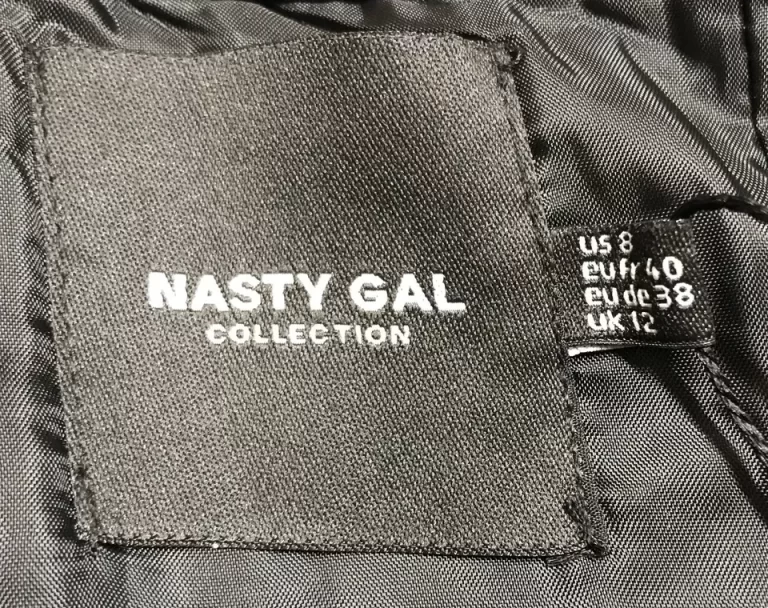 NASTY GAL
COLLECTION
us 8
eu fr 40
eu de 38
uk 12